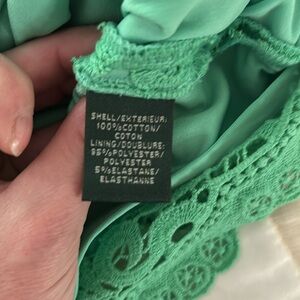 SHELL/EXTERIEUR:
100%COTTON/
COTON
LINING/DOUBLURE:
95%POLYESTER/
POLYESTER
5%ELASTANE/
ELASTHANNE